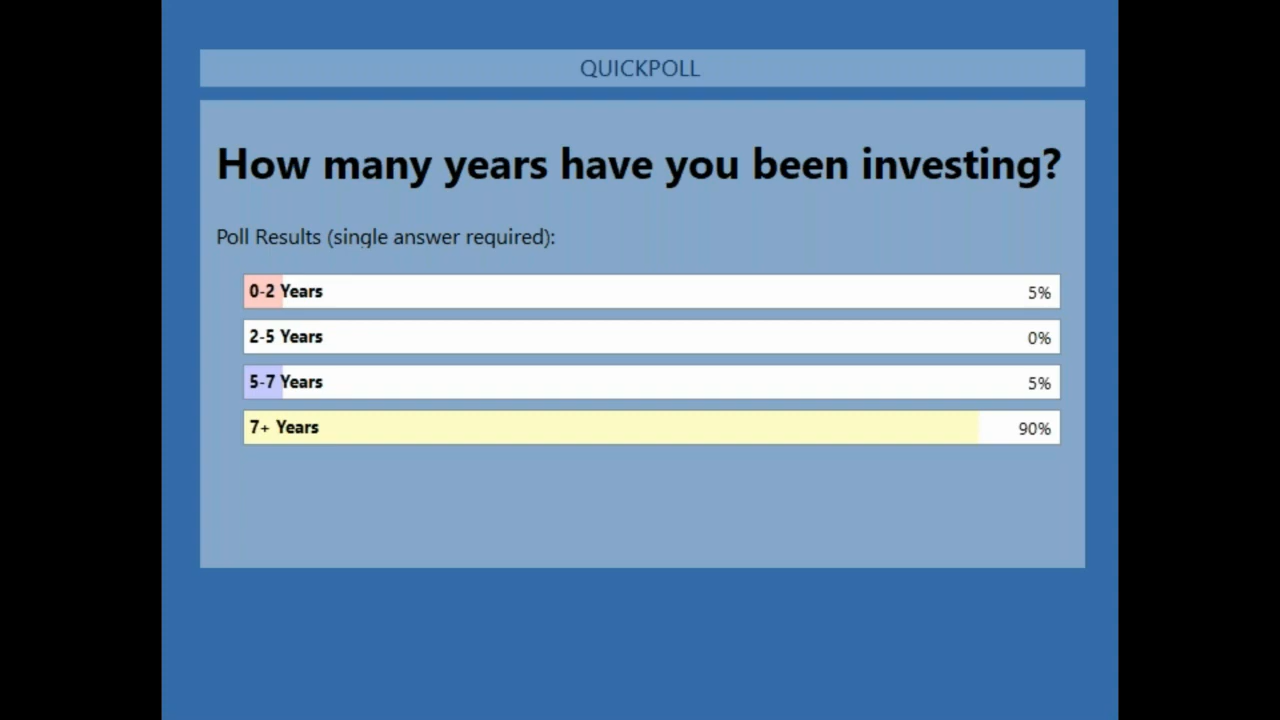 QUICKPOLL
How many years have you been investing?
Poll Results (single answer required):
0-2 Years 5%
2-5 Years 0%
5-7 Years 5%
7+ Years 90%